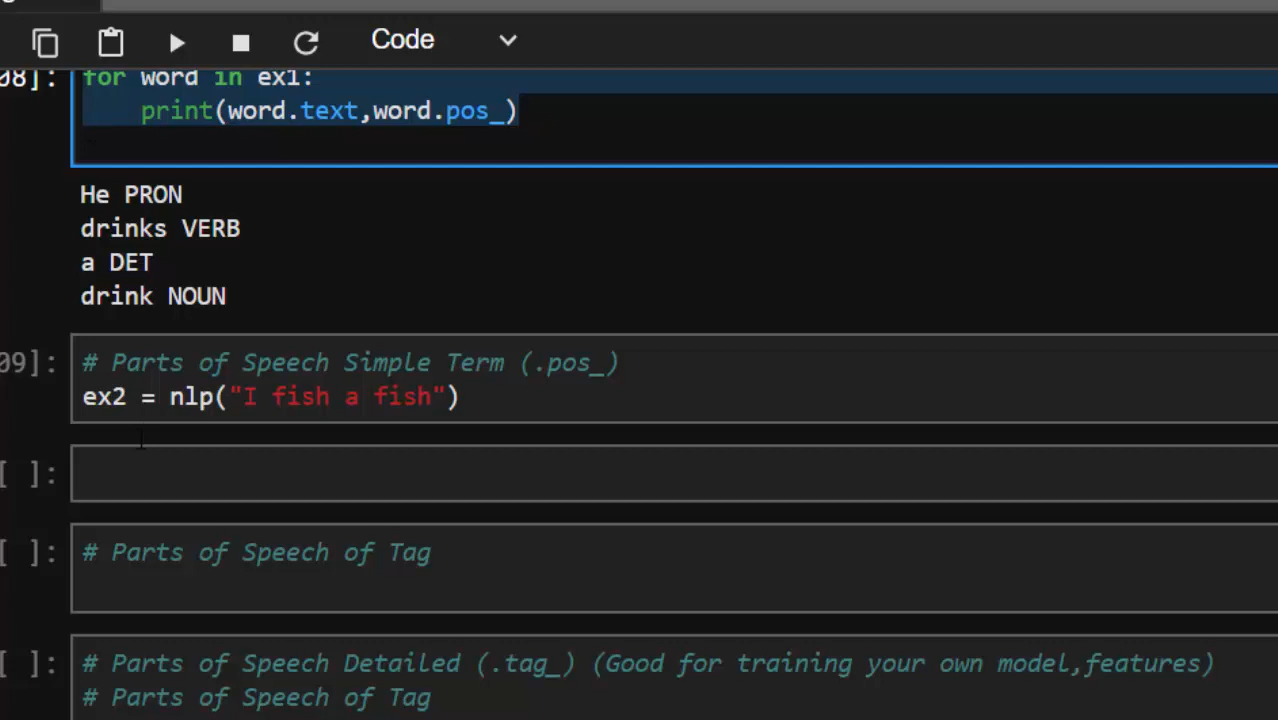 Code
08]:
for word in ex1:
print(word.text,word.pos_)
He PRON
drinks VERB
a DET
drink NOUN
09]:
# Parts of Speech Simple Term (.pos_)
ex2 = nlp("I fish a fish")
[ ]:
[ ]:
# Parts of Speech of Tag
[ ]:
# Parts of Speech Detailed (.tag_) (Good for training your own model,features)
# Parts of Speech of Tag